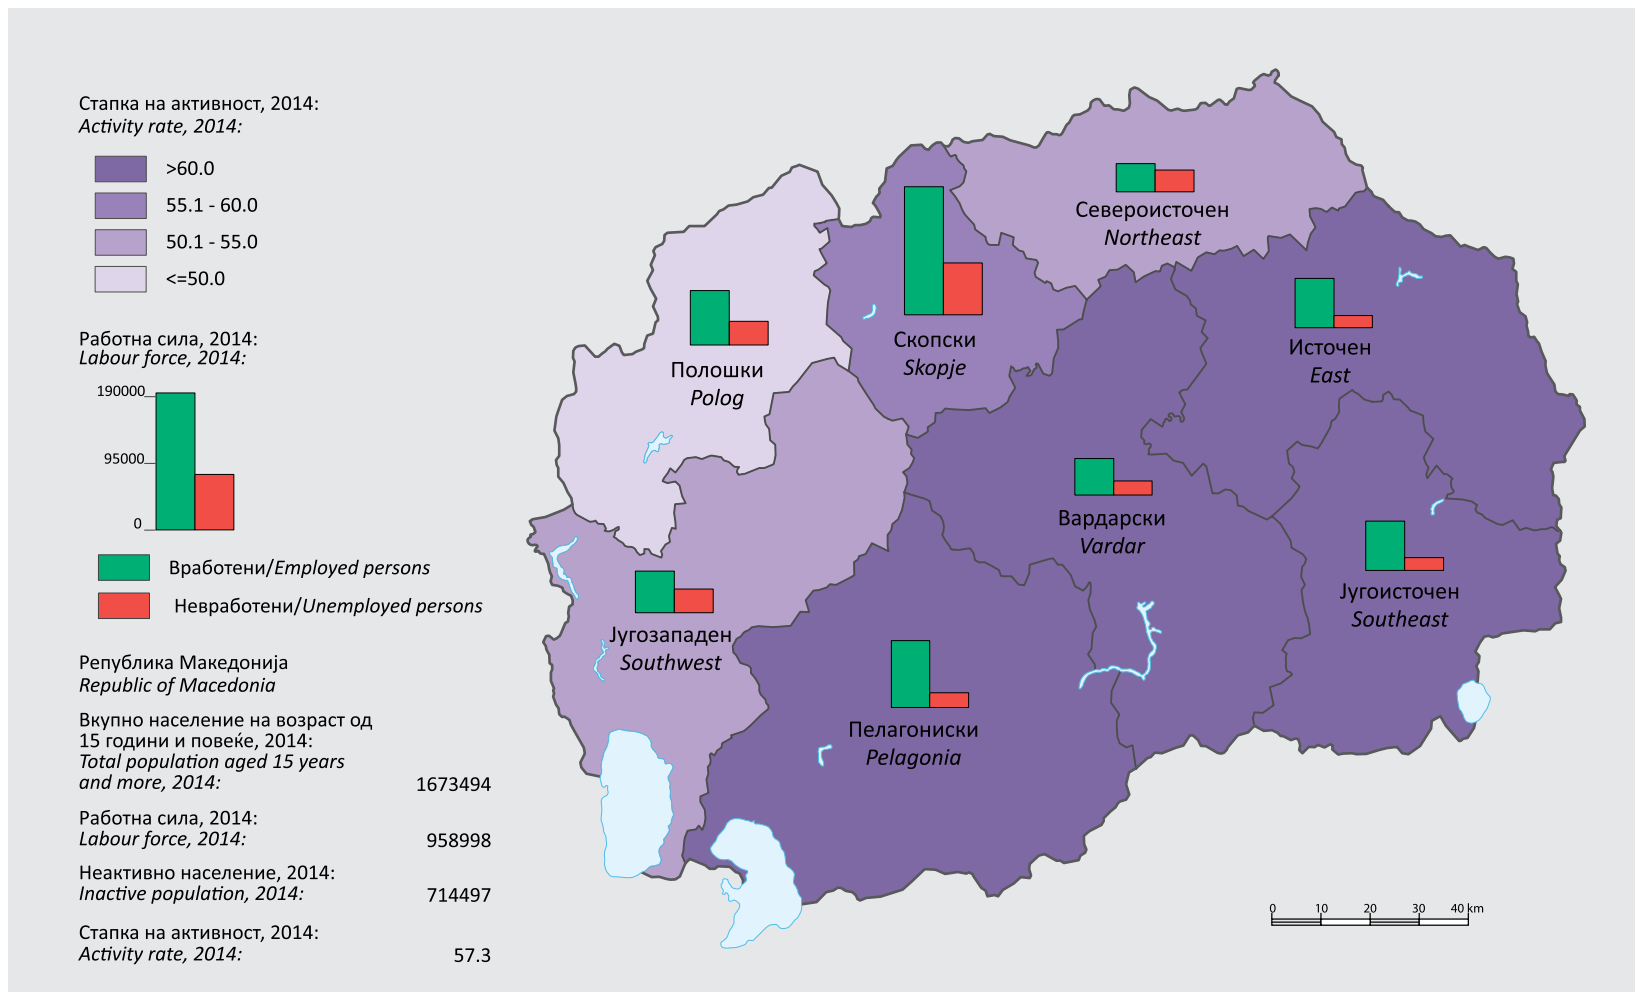 Стапка на активност, 2014:
Activity rate, 2014:
>60.0
55.1 - 60.0
50.1 - 55.0
<=50.0
Работна сила, 2014:
Labour force, 2014:
190000
95000
0
Вработени/Employed persons
Невработени/Unemployed persons
Република Македонија
Republic of Macedonia
Вкупно население на возраст од
15 години и повеќе, 2014:
Total population aged 15 years
and more, 2014: 1673494
Работна сила, 2014:
Labour force, 2014: 958998
Неактивно население, 2014:
Inactive population, 2014: 714497
Стапка на активност, 2014:
Activity rate, 2014: 57.3
Североисточен
Northeast
Скопски
Skopje
Источен
East
Полошки
Polog
Вардарски
Vardar
Југоисточен
Southeast
Југозападен
Southwest
Пелагониски
Pelagonia
0 10 20 30 40 km